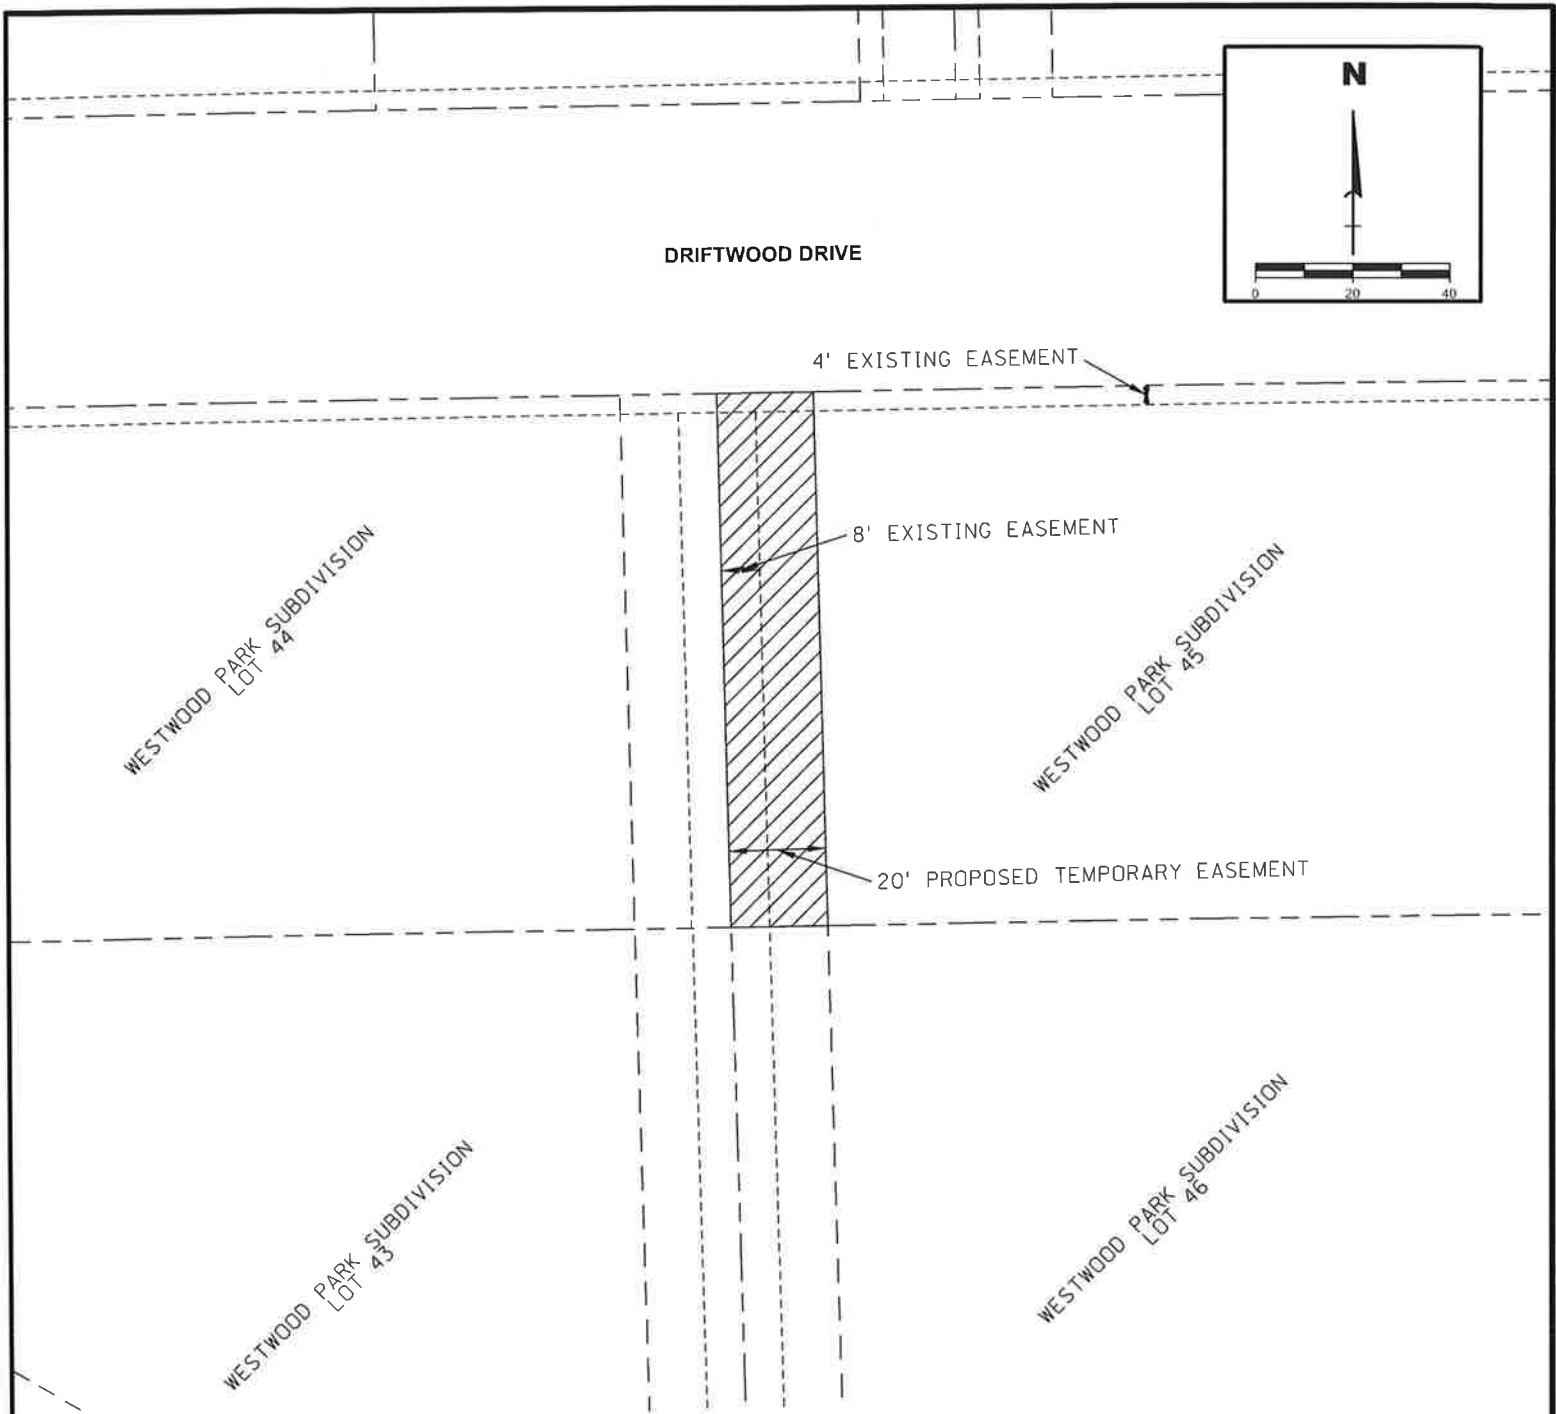 N
0 20 40
DRIFTWOOD DRIVE
4' EXISTING EASEMENT
8' EXISTING EASEMENT
WESTWOOD PARK SUBDIVISION
LOT 44
WESTWOOD PARK SUBDIVISION
LOT 45
20' PROPOSED TEMPORARY EASEMENT
WESTWOOD PARK SUBDIVISION
LOT 43
WESTWOOD PARK SUBDIVISION
LOT 46